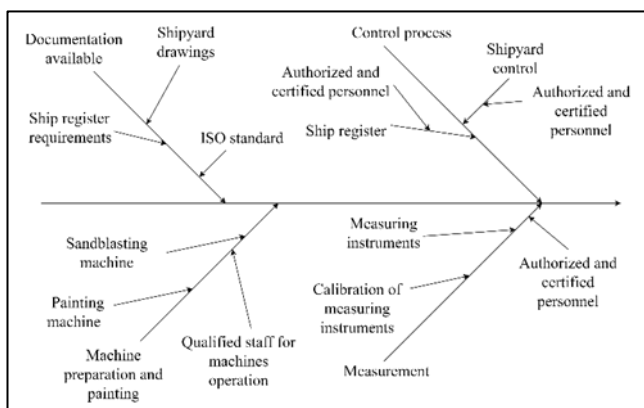 Documentation
available
Shipyard
drawings
Ship register
requirements
ISO standard
Control process
Authorized and
certified personnel
Shipyard
control
Ship register
Authorized and
certified
personnel
Sandblasting
machine
Painting
machine
Machine
preparation and
painting
Qualified staff for
machines
operation
Measuring
instruments
Authorized and
certified
personnel
Calibration of
measuring
instruments
Measurement